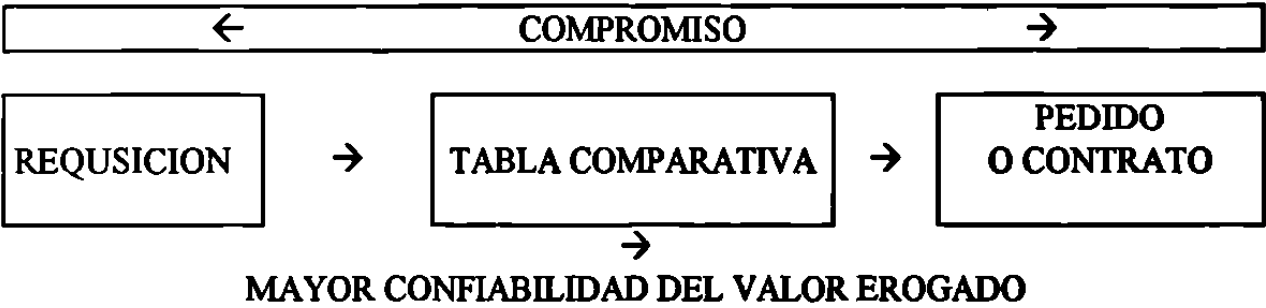 ← COMPROMISO →
REQUSICION → TABLA COMPARATIVA → PEDIDO O CONTRATO
→
MAYOR CONFIABILIDAD DEL VALOR EROGADO